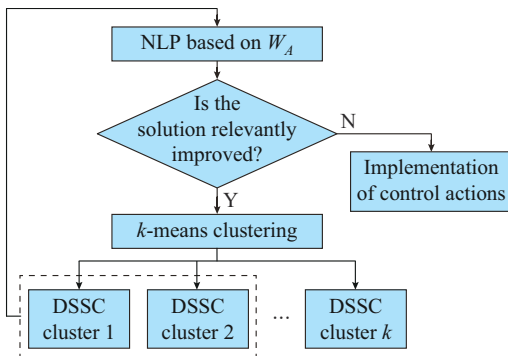 NLP based on W_A
Is the
solution relevantly
improved?
N
Implementation
of control actions
Y
k-means clustering
DSSC
cluster 1
DSSC
cluster 2
...
DSSC
cluster k